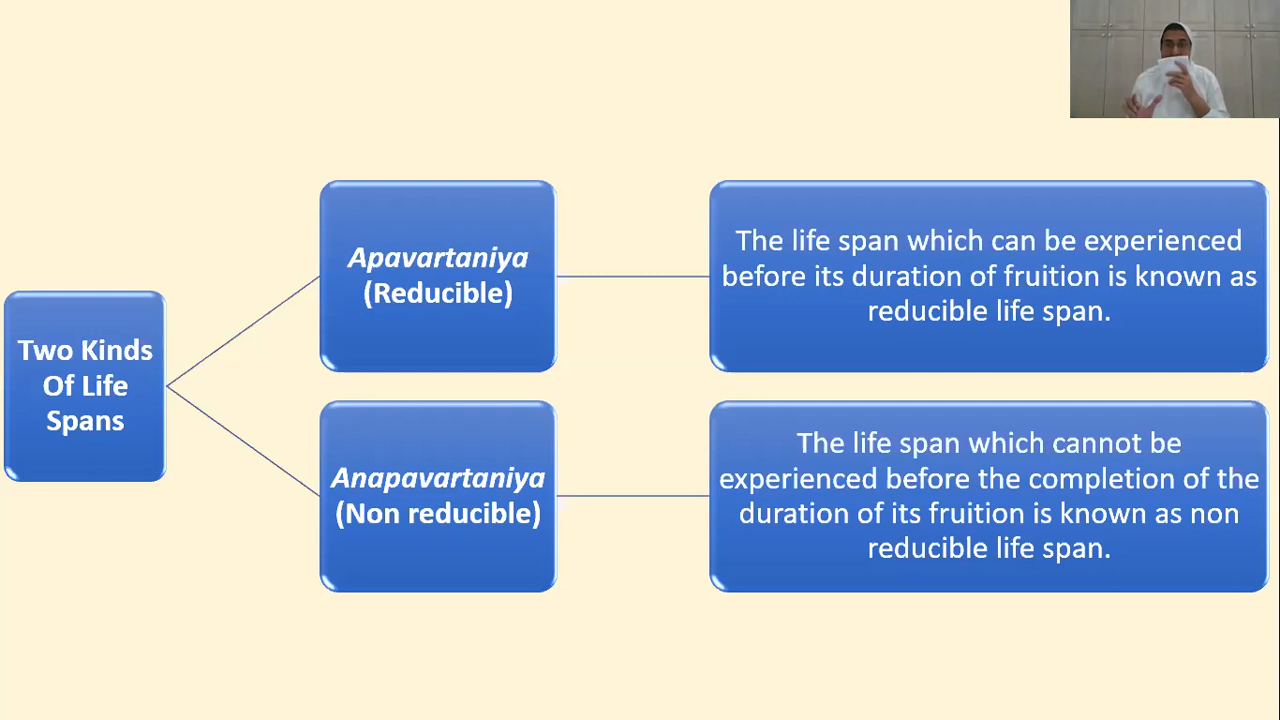 Two Kinds
Of Life
Spans
Apavartaniya
(Reducible)
The life span which can be experienced
before its duration of fruition is known as
reducible life span.
Anapavartaniya
(Non reducible)
The life span which cannot be
experienced before the completion of the
duration of its fruition is known as non
reducible life span.